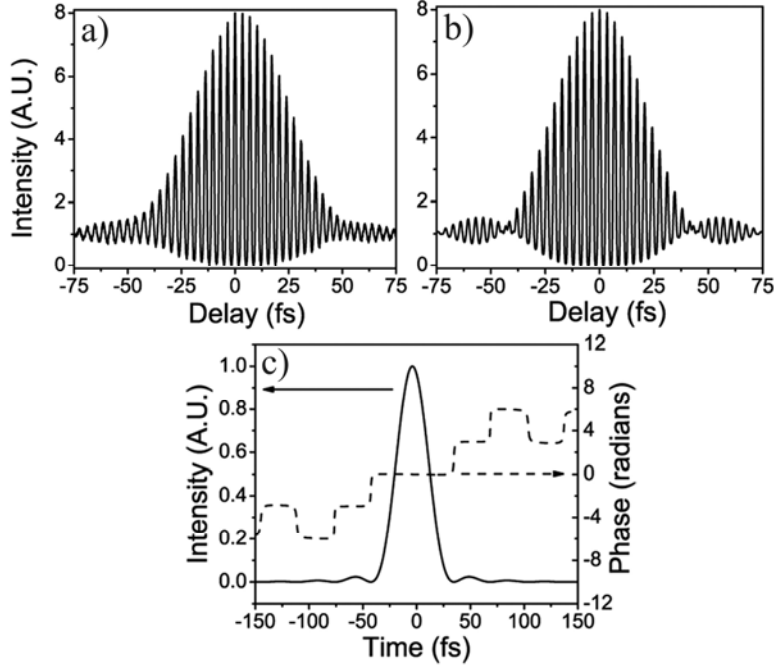 a)
b)
Intensity (A.U.)
8
6
4
2
0
-75 -50 -25 0 25 50 75
Delay (fs)
8
6
4
2
0
-75 -50 -25 0 25 50 75
Delay (fs)
c)
Intensity (A.U.)
1.0
0.8
0.6
0.4
0.2
0.0
12
8
4
0
-4
-8
-12
Phase (radians)
-150 -100 -50 0 50 100 150
Time (fs)